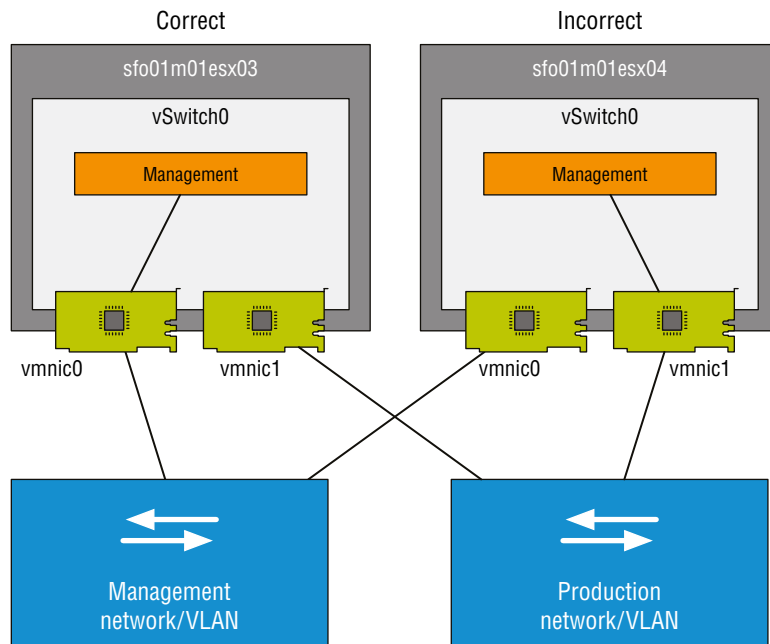 Correct
Incorrect
sfo01m01esx03
sfo01m01esx04
vSwitch0
vSwitch0
Management
Management
vmnic0
vmnic1
vmnic0
vmnic1
Management
network/VLAN
Production
network/VLAN